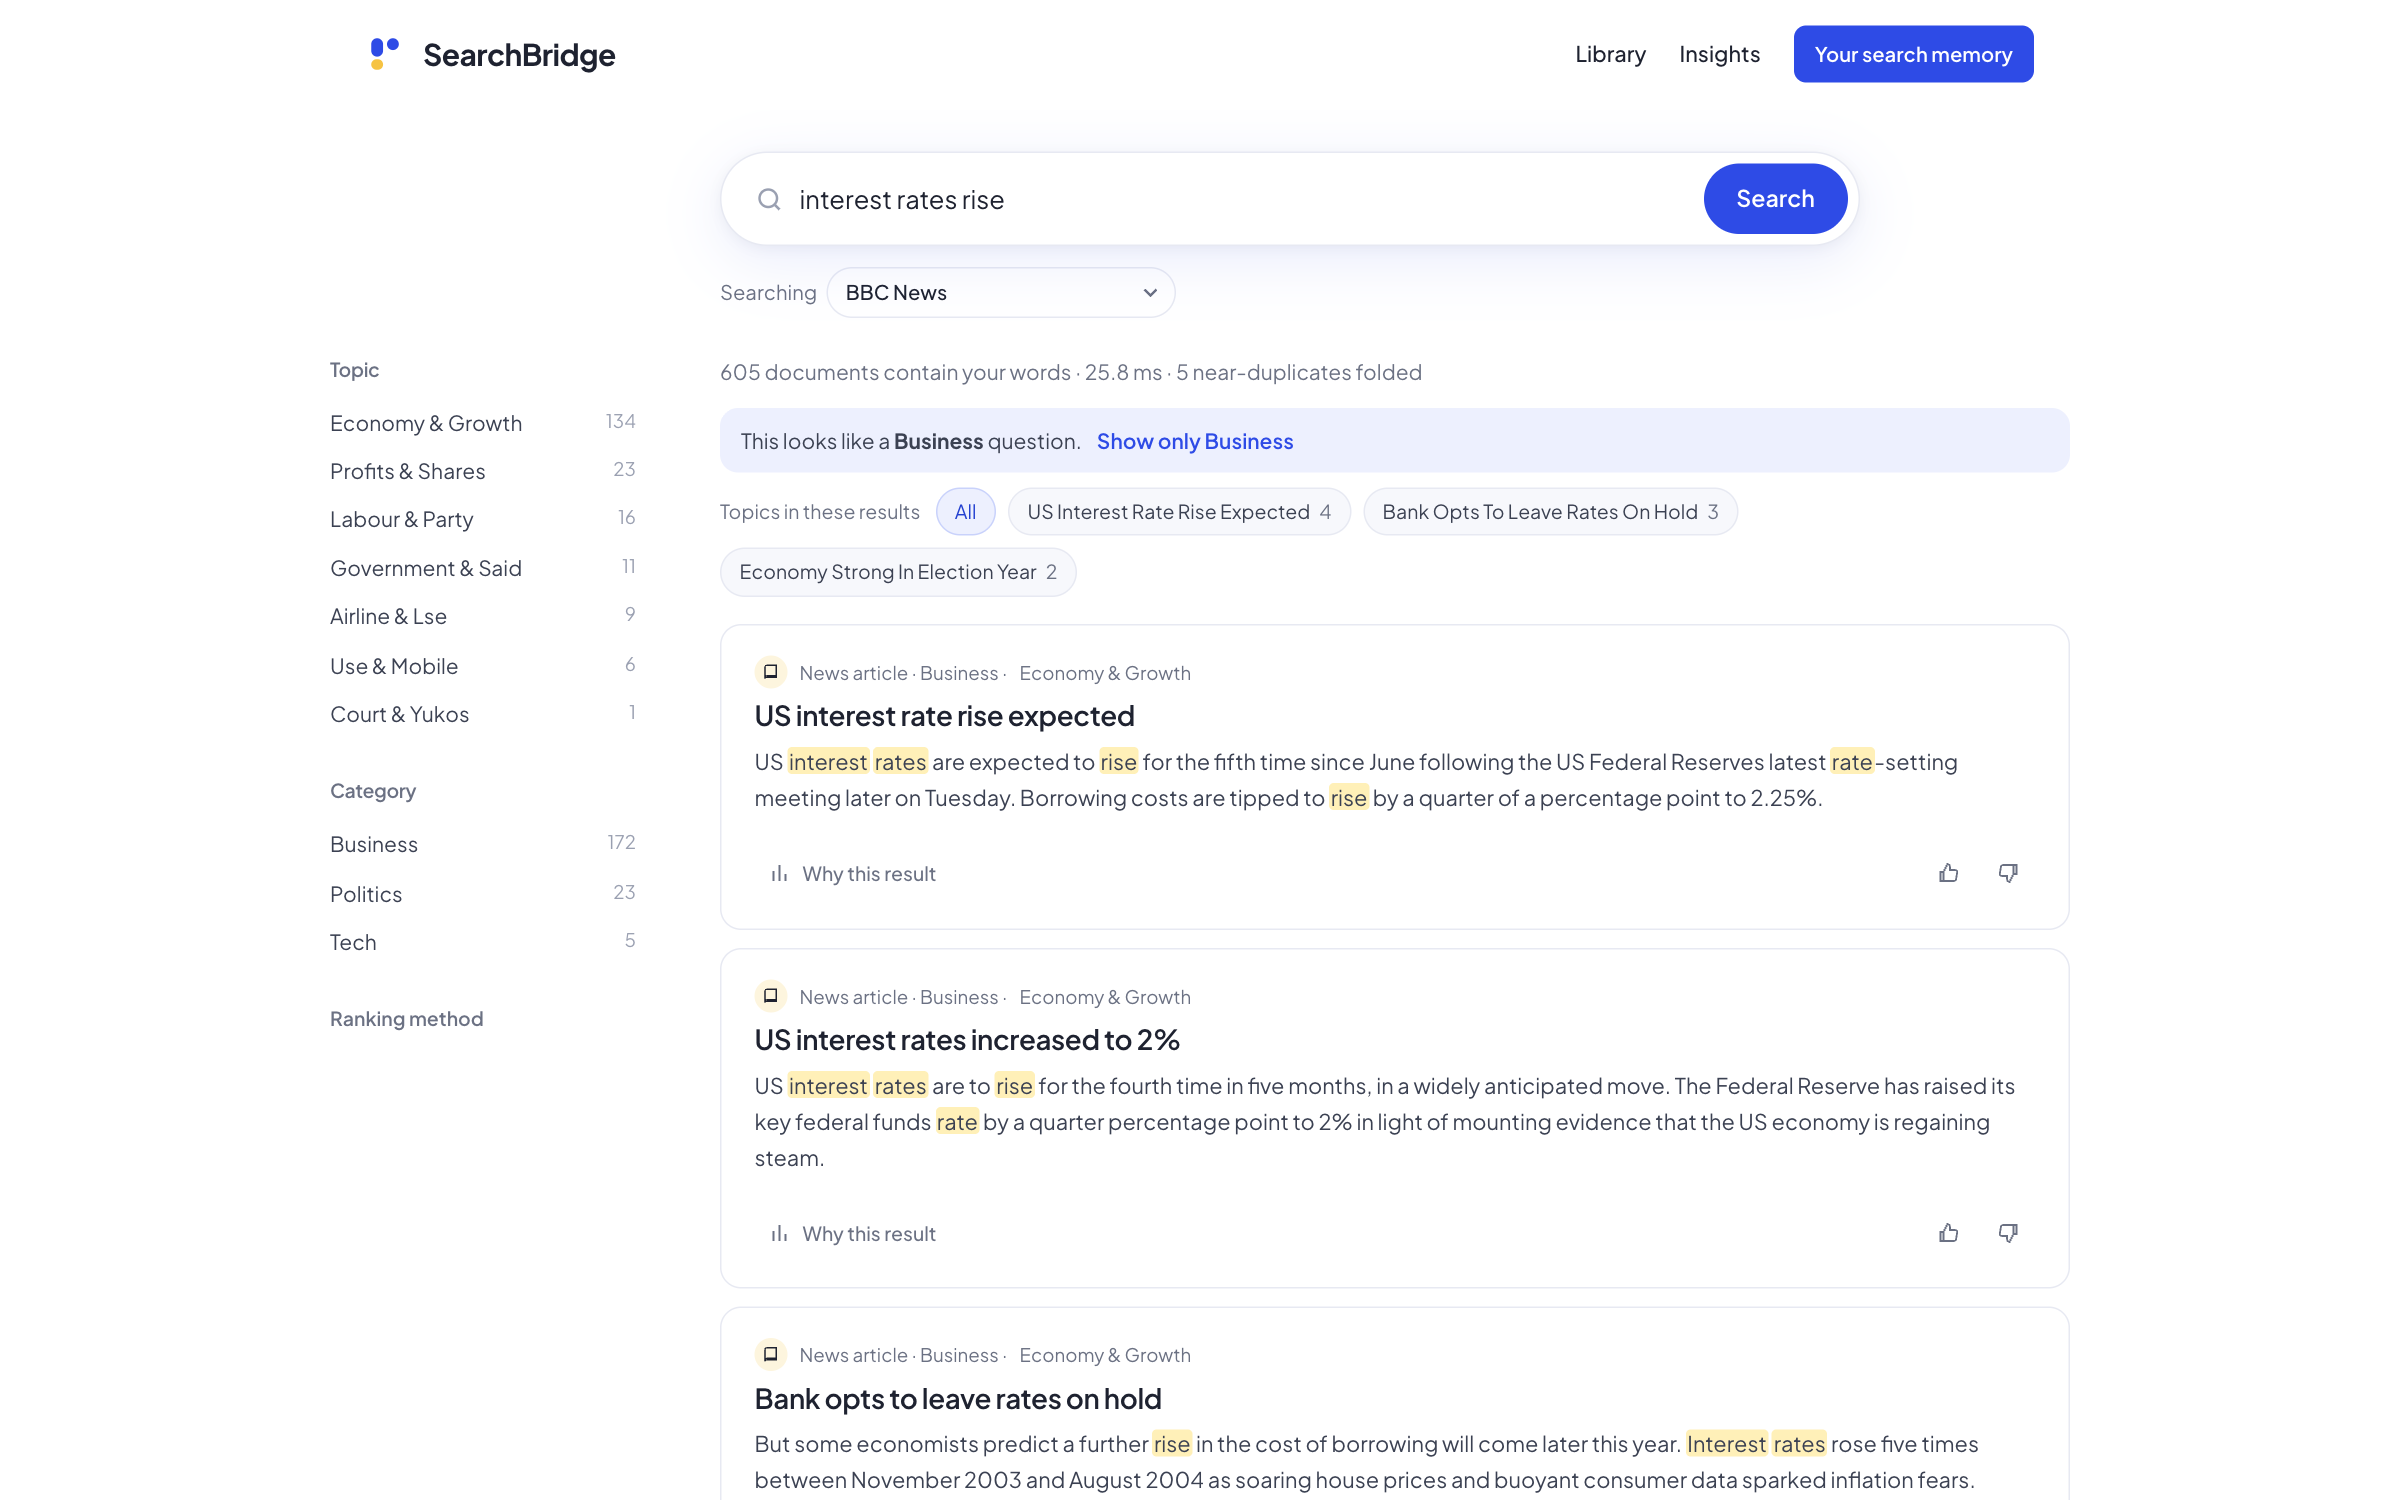 SearchBridge
Library
Insights
Your search memory
interest rates rise
Search
Searching
BBC News
Topic
Economy & Growth 134
Profits & Shares 23
Labour & Party 16
Government & Said 11
Airline & Lse 9
Use & Mobile 6
Court & Yukos 1
Category
Business 172
Politics 23
Tech 5
Ranking method
605 documents contain your words · 25.8 ms · 5 near-duplicates folded
This looks like a Business question. Show only Business
Topics in these results All US Interest Rate Rise Expected 4 Bank Opts To Leave Rates On Hold 3
Economy Strong In Election Year 2
News article · Business · Economy & Growth
US interest rate rise expected
US interest rates are expected to rise for the fifth time since June following the US Federal Reserves latest rate-setting
meeting later on Tuesday. Borrowing costs are tipped to rise by a quarter of a percentage point to 2.25%.
Why this result
News article · Business · Economy & Growth
US interest rates increased to 2%
US interest rates are to rise for the fourth time in five months, in a widely anticipated move. The Federal Reserve has raised its
key federal funds rate by a quarter percentage point to 2% in light of mounting evidence that the US economy is regaining
steam.
Why this result
News article · Business · Economy & Growth
Bank opts to leave rates on hold
But some economists predict a further rise in the cost of borrowing will come later this year. Interest rates rose five times
between November 2003 and August 2004 as soaring house prices and buoyant consumer data sparked inflation fears.